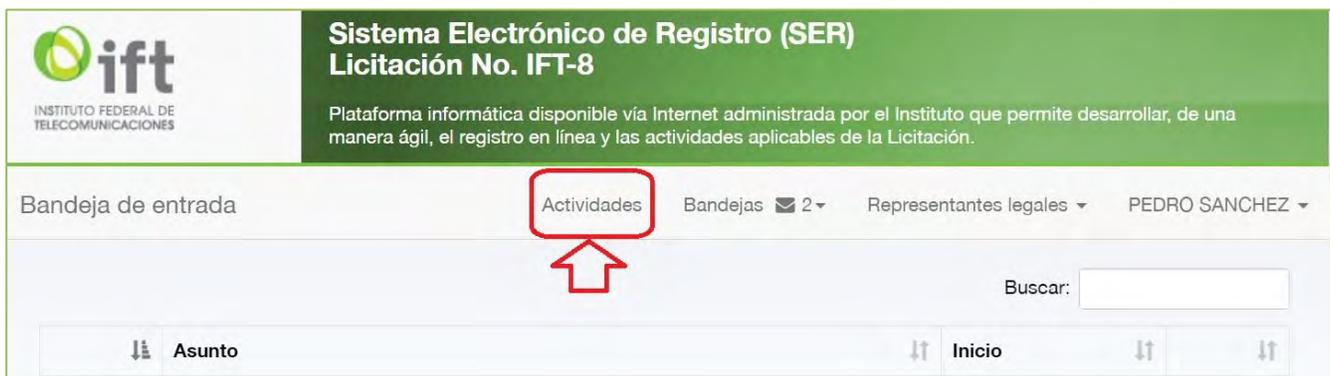 ift
INSTITUTO FEDERAL DE
TELECOMUNICACIONES
Sistema Electrónico de Registro (SER)
Licitación No. IFT-8
Plataforma informática disponible vía Internet administrada por el Instituto que permite desarrollar, de una
manera ágil, el registro en línea y las actividades aplicables de la Licitación.
Bandeja de entrada Actividades Bandejas 2 Representantes legales PEDRO SANCHEZ
Buscar:
Asunto Inicio